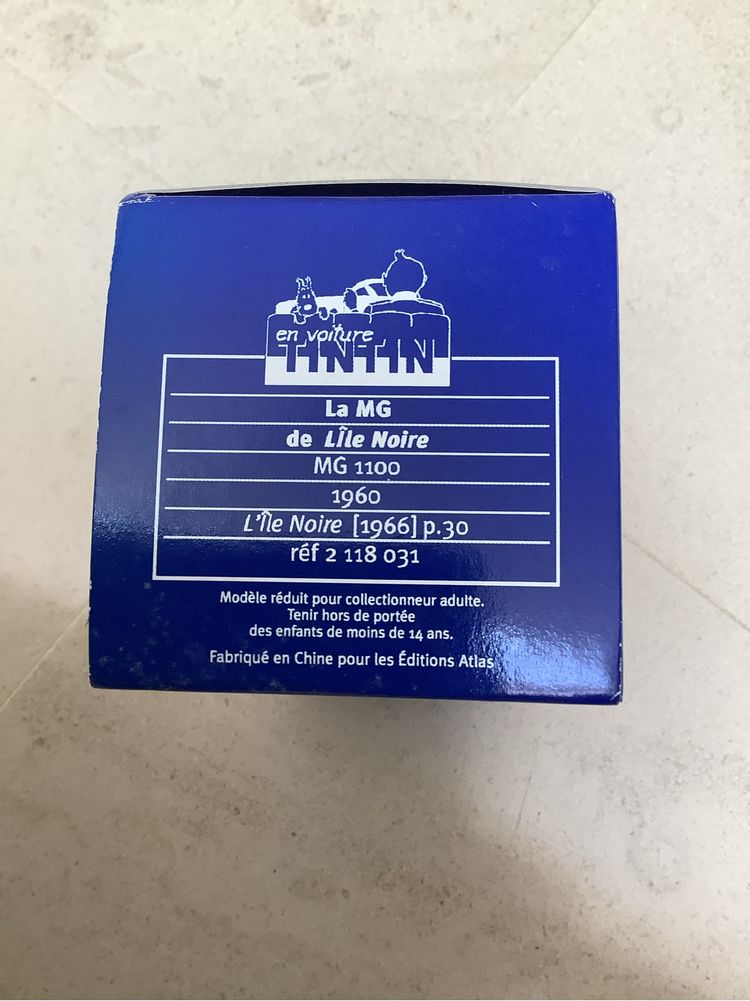 en voiture
TINTIN
La MG
de LÎle Noire
MG 1100
1960
L'Île Noire [1966] p.30
réf 2 118 031
Modèle réduit pour collectionneur adulte.
Tenir hors de portée
des enfants de moins de 14 ans.
Fabriqué en Chine pour les Éditions Atlas